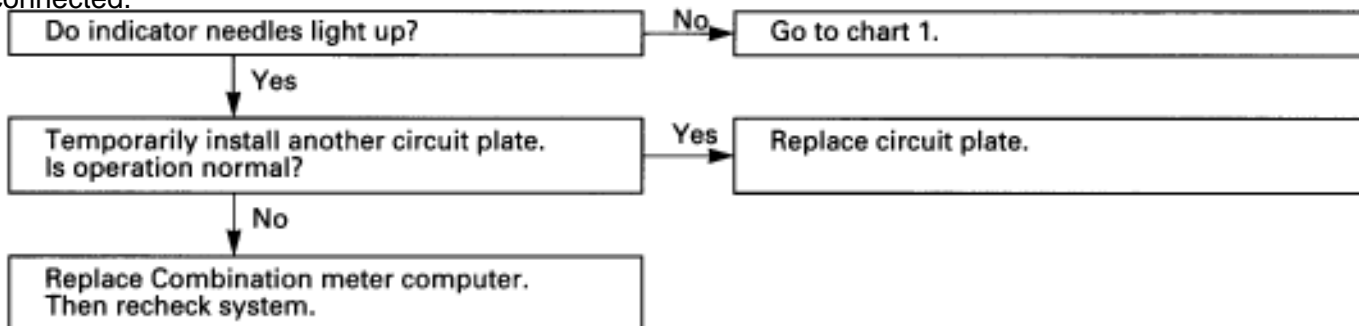 connected.
Do indicator needles light up?
No
Go to chart 1.
Yes
Temporarily install another circuit plate.
Is operation normal?
Yes
Replace circuit plate.
No
Replace Combination meter computer.
Then recheck system.